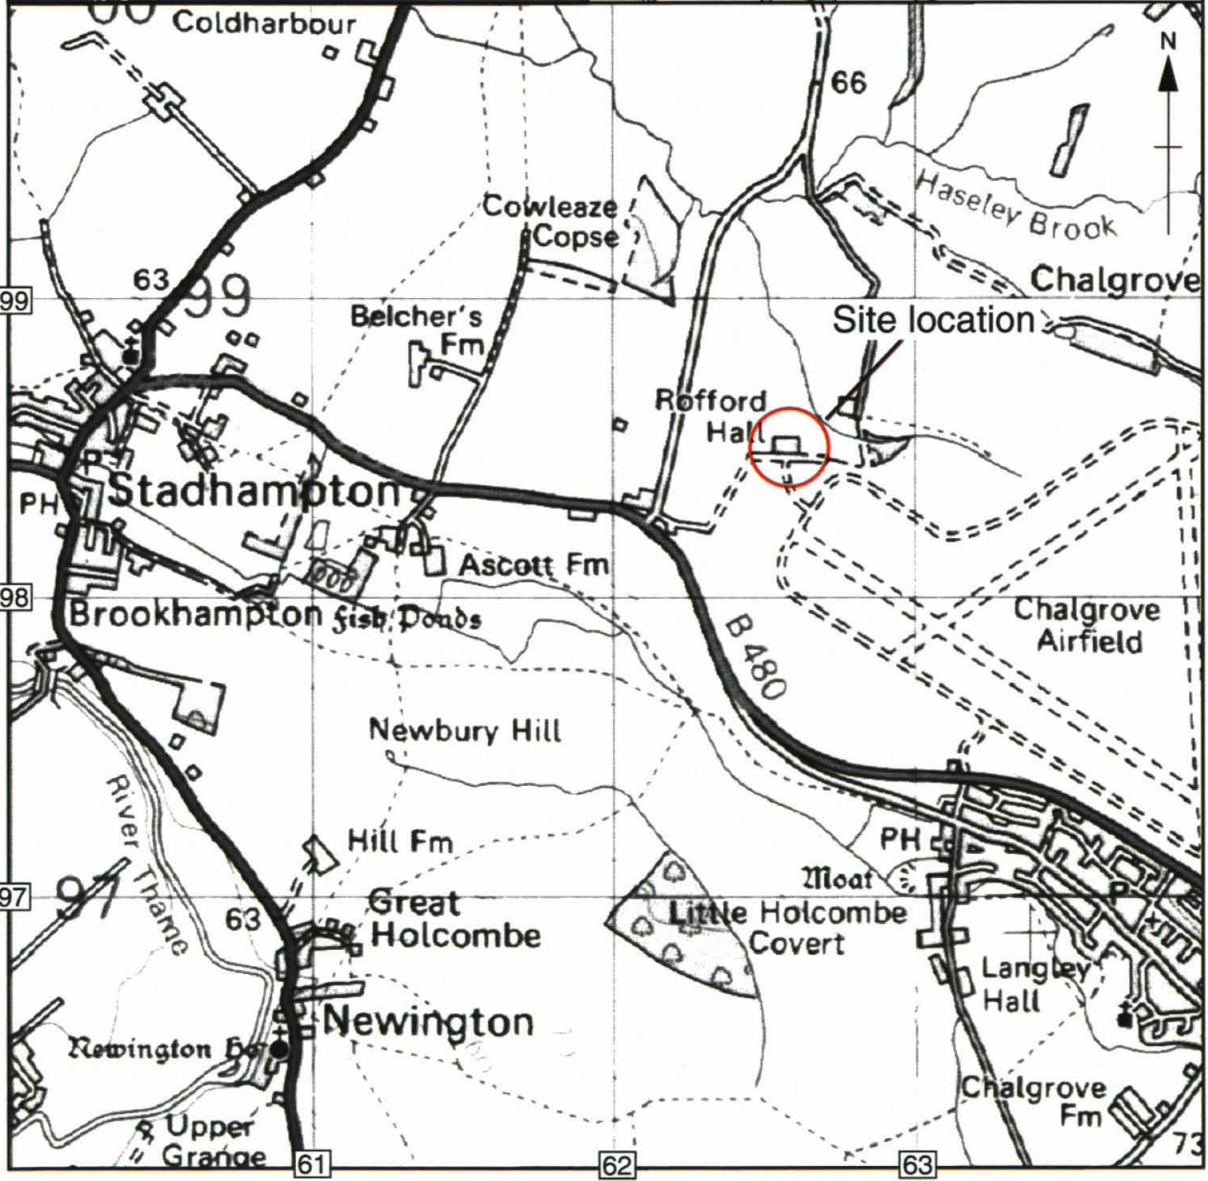 Coldharbour
N
66
Haseley Brook
Cowleaze
Copse
63
99
99
Chalgrove
Belcher's
Fm
Site location
Rofford
Hall
Stadhampton
PH
Ascott Fm
98
Brookhampton
Fish Ponds
Chalgrove
Airfield
B480
Newbury Hill
River Thame
Hill Fm
PH
Moat
97
97
63
Great
Holcombe
Little Holcombe
Covert
P
Langley
Hall
Newington
Newington Ho
Chalgrove
Fm
Upper
Grange
73
61
62
63